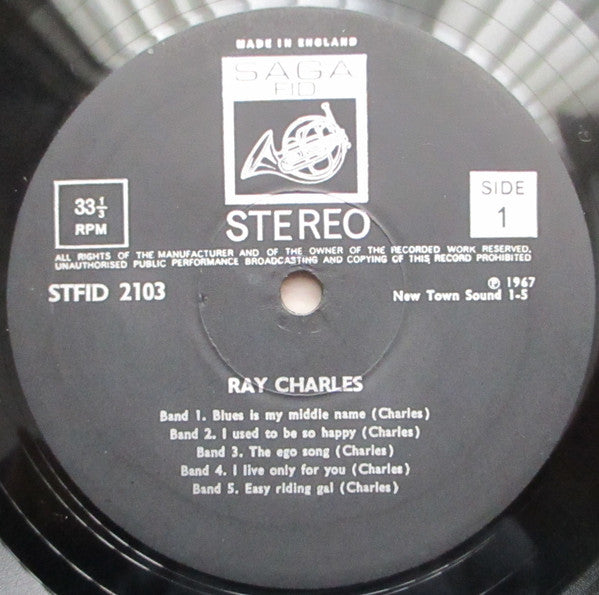 MADE IN ENGLAND
SAGA
FID
33 1/3
RPM
STEREO
SIDE
1
ALL RIGHTS OF THE MANUFACTURER AND OF THE OWNER OF THE RECORDED WORK RESERVED,
UNAUTHORISED PUBLIC PERFORMANCE BROADCASTING AND COPYING OF THIS RECORD PROHIBITED
STFID 2103
℗ 1967
New Town Sound 1-5
RAY CHARLES
Band 1. Blues is my middle name (Charles)
Band 2. I used to be so happy (Charles)
Band 3. The ego song (Charles)
Band 4. I live only for you (Charles)
Band 5. Easy riding gal (Charles)